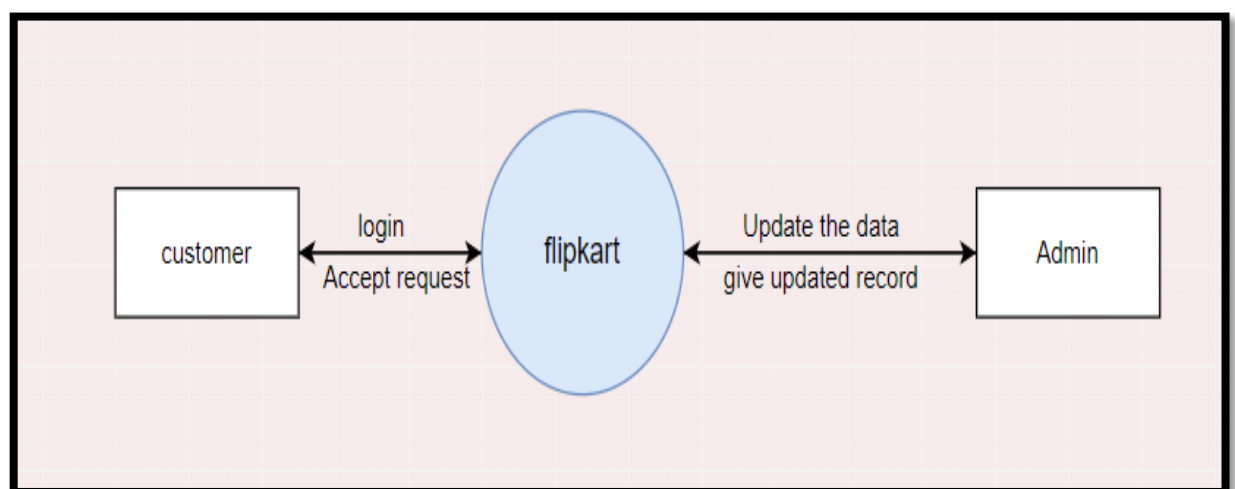 customer
login
Accept request
flipkart
Update the data
give updated record
Admin